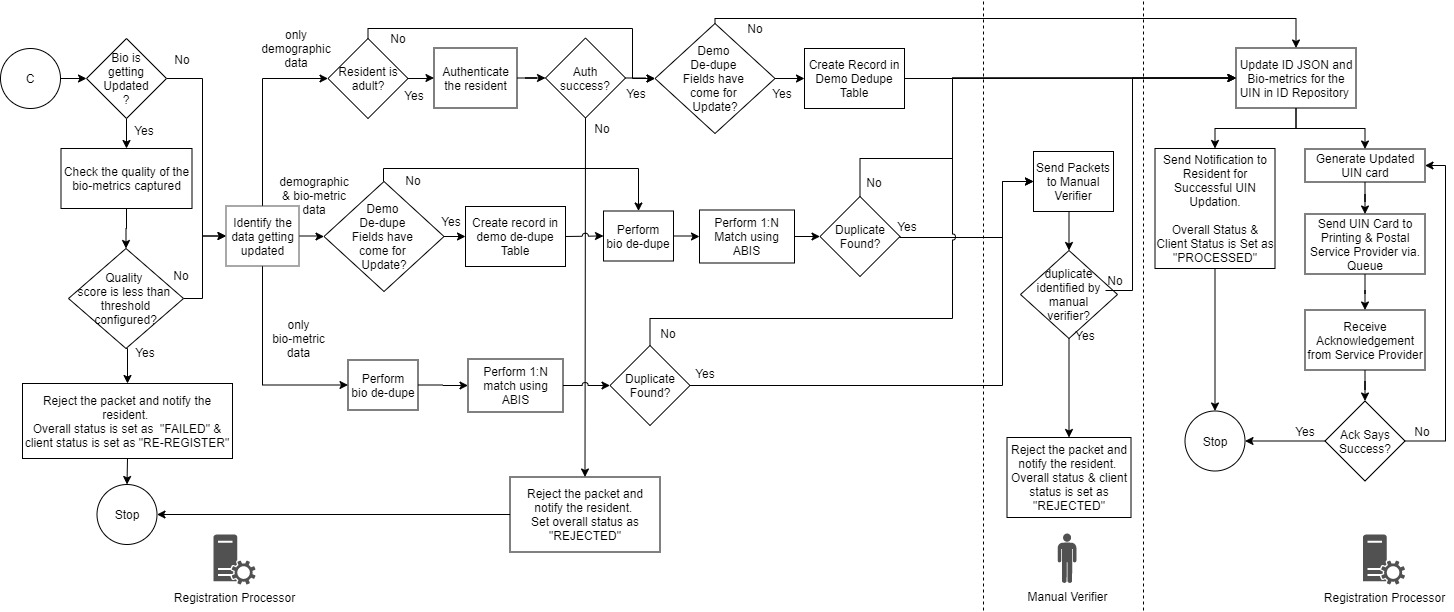 C
Bio is
getting
Updated
?
No
Yes
Check the quality of the
bio-metrics captured
Quality
score is less than
threshold
configured?
No
Yes
Reject the packet and notify the
resident.
Overall status is set as "FAILED" &
client status is set as "RE-REGISTER"
Stop
Identify the
data getting
updated
only
demographic
data
Resident is
adult?
No
Yes
Authenticate
the resident
Auth
success?
Yes
No
Demo
De-dupe
Fields have
come for
Update?
No
Yes
Create Record in
Demo Dedupe
Table
demographic
& bio-metric
data
Demo
De-dupe
Fields have
come for
Update?
No
Yes
Create record in
demo de-dupe
Table
Perform
bio de-dupe
Perform 1:N
Match using
ABIS
Duplicate
Found?
No
Yes
only
bio-metric
data
Perform
bio de-dupe
Perform 1:N
match using
ABIS
Duplicate
Found?
No
Yes
Reject the packet and
notify the resident.
Set overall status as
"REJECTED"
Registration Processor
Send Packets
to Manual
Verifier
duplicate
identified by
manual
verifier?
No
Yes
Reject the packet and
notify the resident.
Overall status & client
status is set as
"REJECTED"
Manual Verifier
Update ID JSON and
Bio-metrics for the
UIN in ID Repository
Send Notification to
Resident for
Successful UIN
Updation.
Overall Status &
Client Status is Set as
"PROCESSED"
Generate Updated
UIN card
Send UIN Card to
Printing & Postal
Service Provider via.
Queue
Receive
Acknowledgement
from Service Provider
Ack Says
Success?
Yes
No
Stop
Registration Processor